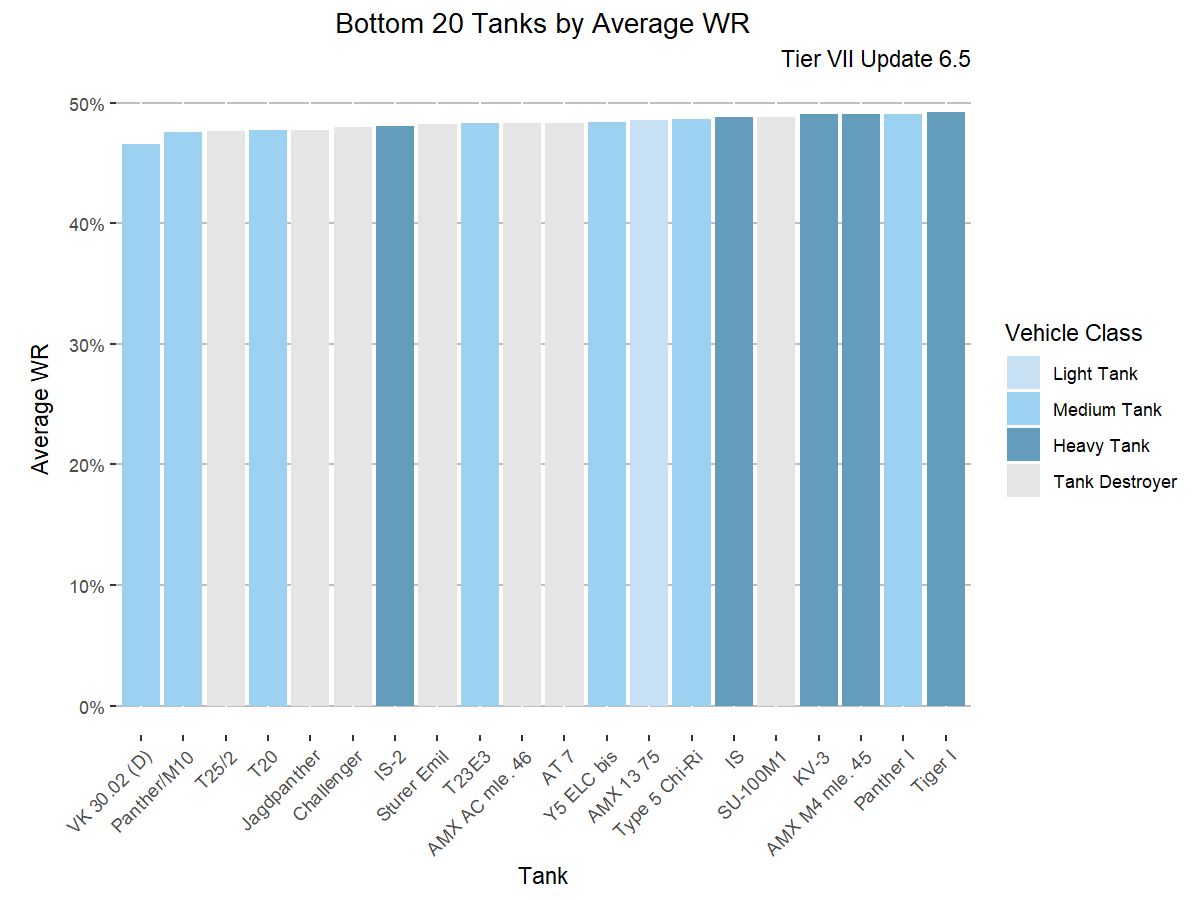 Bottom 20 Tanks by Average WR
Tier VII Update 6.5
50%
40%
30%
20%
10%
0%
Average WR
VK 30.02 (D)
Panther/M10
T25/2
T20
Jagdpanther
Challenger
IS-2
Sturer Emil
T23E3
AMX AC mle. 46
AT 7
Y5 ELC bis
AMX 13 75
Type 5 Chi-Ri
IS
SU-100M1
KV-3
AMX M4 mle. 45
Panther I
Tiger I
Tank
Vehicle Class
Light Tank
Medium Tank
Heavy Tank
Tank Destroyer